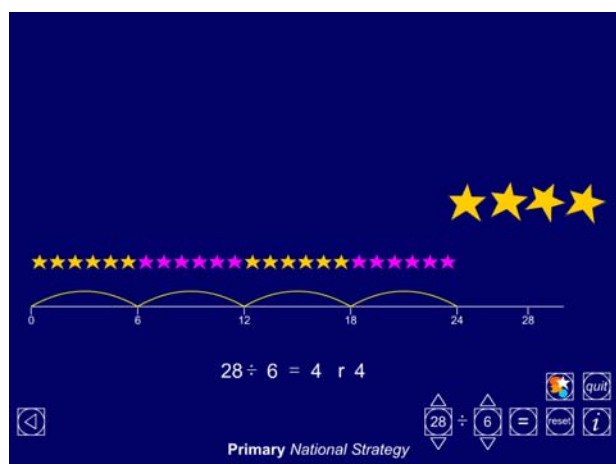 0 6 12 18 24 28
28 ÷ 6 = 4 r 4
quit
28 ÷ 6 = reset i
Primary National Strategy